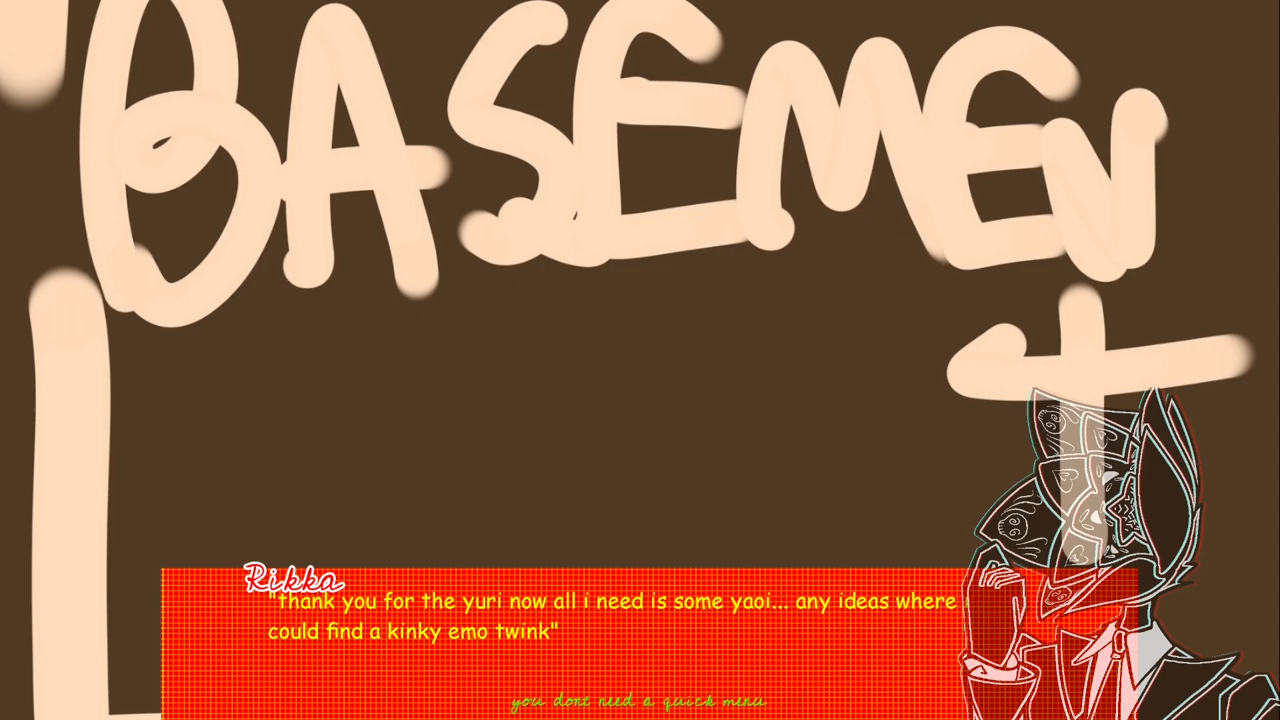 BASEMENt
Rikka
"thank you for the yuri now all i need is some yaoi... any ideas where
could find a kinky emo twink"
you dont need a quick menu